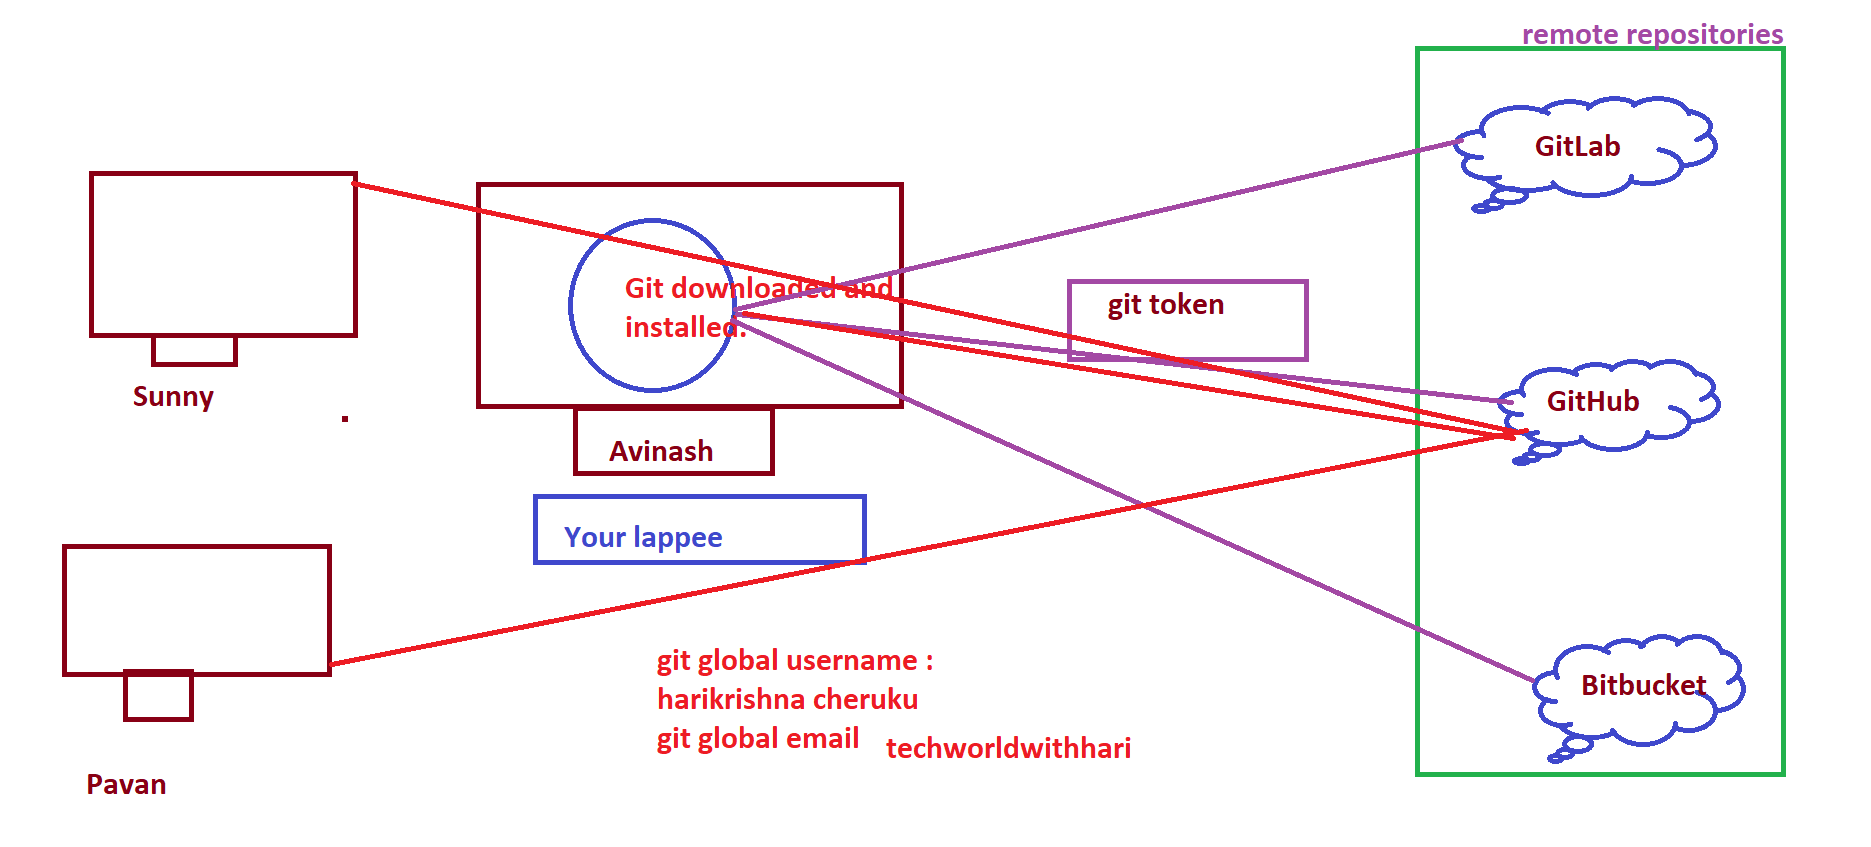 remote repositories
GitLab
Git downloaded and
installed.
git token
Sunny
GitHub
Avinash
Your lappee
git global username :
harikrishna cheruku
git global email
techworldwithhari
Bitbucket
Pavan